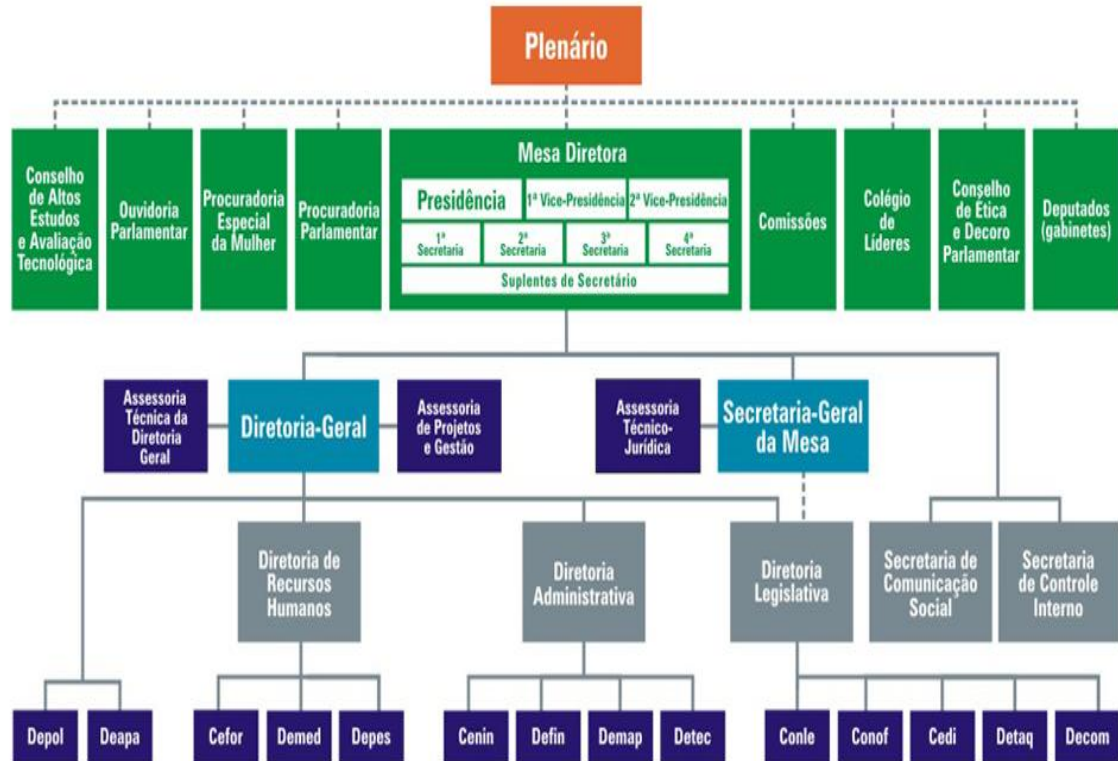 Plenário
Conselho
de Altos
Estudos
e Avaliação
Tecnológica
Ouvidoria
Parlamentar
Procuradoria
Especial
da Mulher
Procuradoria
Parlamentar
Mesa Diretora
Presidência
1ª Vice-Presidência
2ª Vice-Presidência
1ª
Secretaria
2ª
Secretaria
3ª
Secretaria
4ª
Secretaria
Suplentes de Secretário
Comissões
Colégio
de
Líderes
Conselho
de Ética
e Decoro
Parlamentar
Deputados
(gabinetes)
Assessoria
Técnica da
Diretoria
Geral
Diretoria-Geral
Assessoria
de Projetos
e Gestão
Assessoria
Técnico-
Jurídica
Secretaria-Geral
da Mesa
Diretoria de
Recursos
Humanos
Diretoria
Administrativa
Diretoria
Legislativa
Secretaria de
Comunicação
Social
Secretaria
de Controle
Interno
Depol
Deapa
Cefor
Demed
Depes
Cenin
Defin
Demap
Detec
Conle
Conof
Cedi
Detaq
Decom